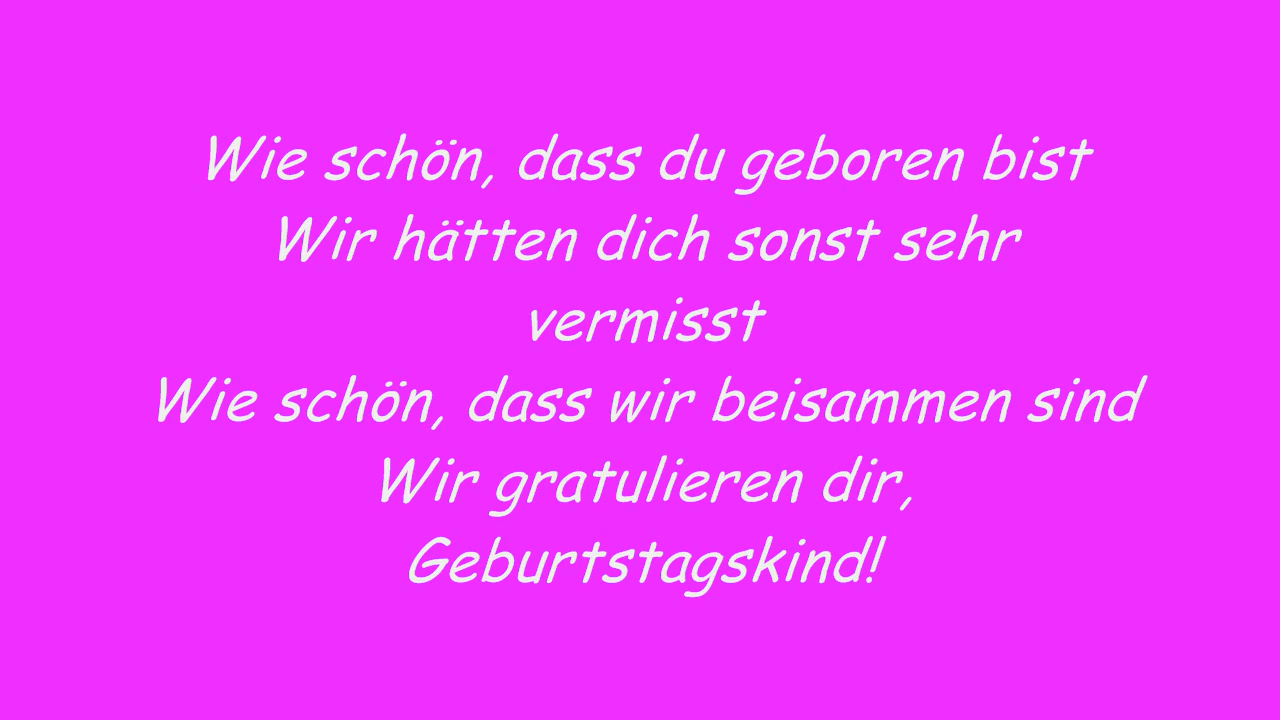 Wie schön, dass du geboren bist
Wir hätten dich sonst sehr
vermisst
Wie schön, dass wir beisammen sind
Wir gratulieren dir,
Geburtstagskind!